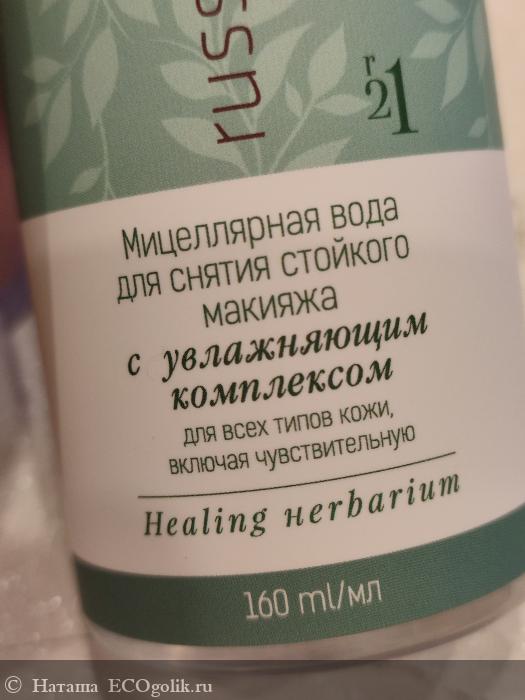 russ
r
21
Мицеллярная вода
для снятия стойкого
макияжа
с увлажняющим
комплексом
для всех типов кожи,
включая чувствительную
Healing нerbarium
160 ml/мл
© Наташа ECOgolik.ru